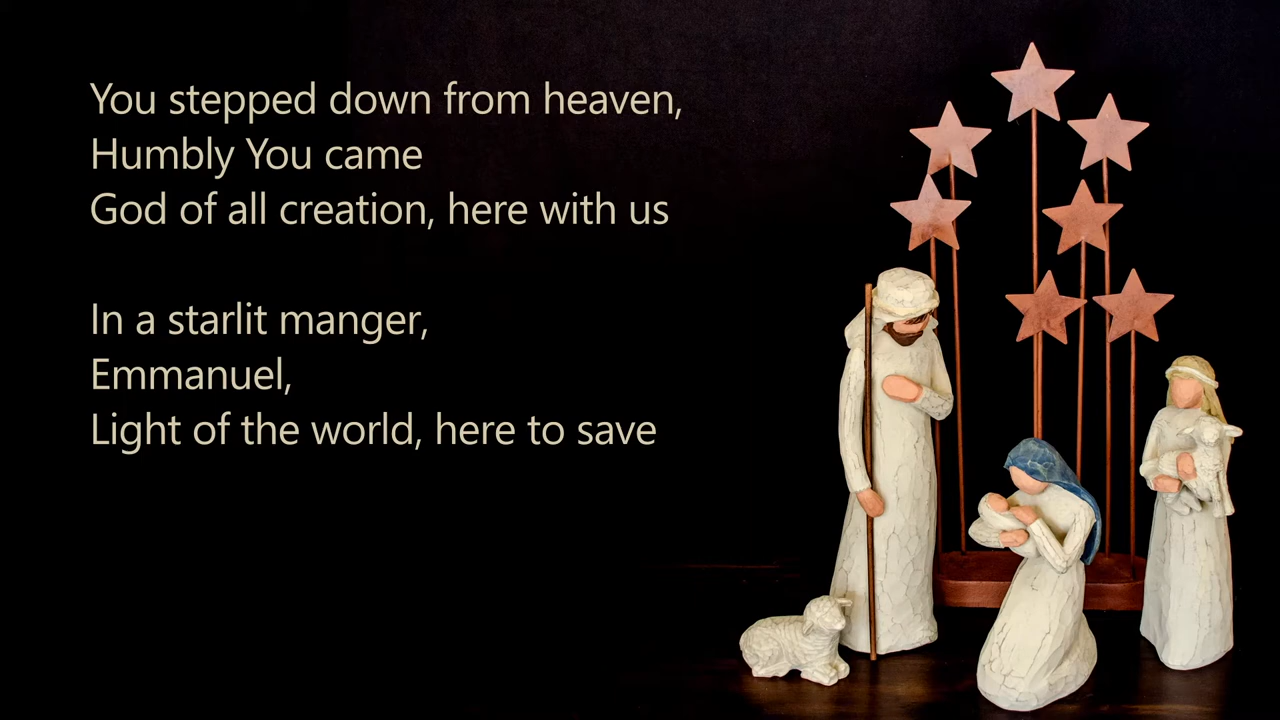 You stepped down from heaven,
Humbly You came
God of all creation, here with us
In a starlit manger,
Emmanuel,
Light of the world, here to save